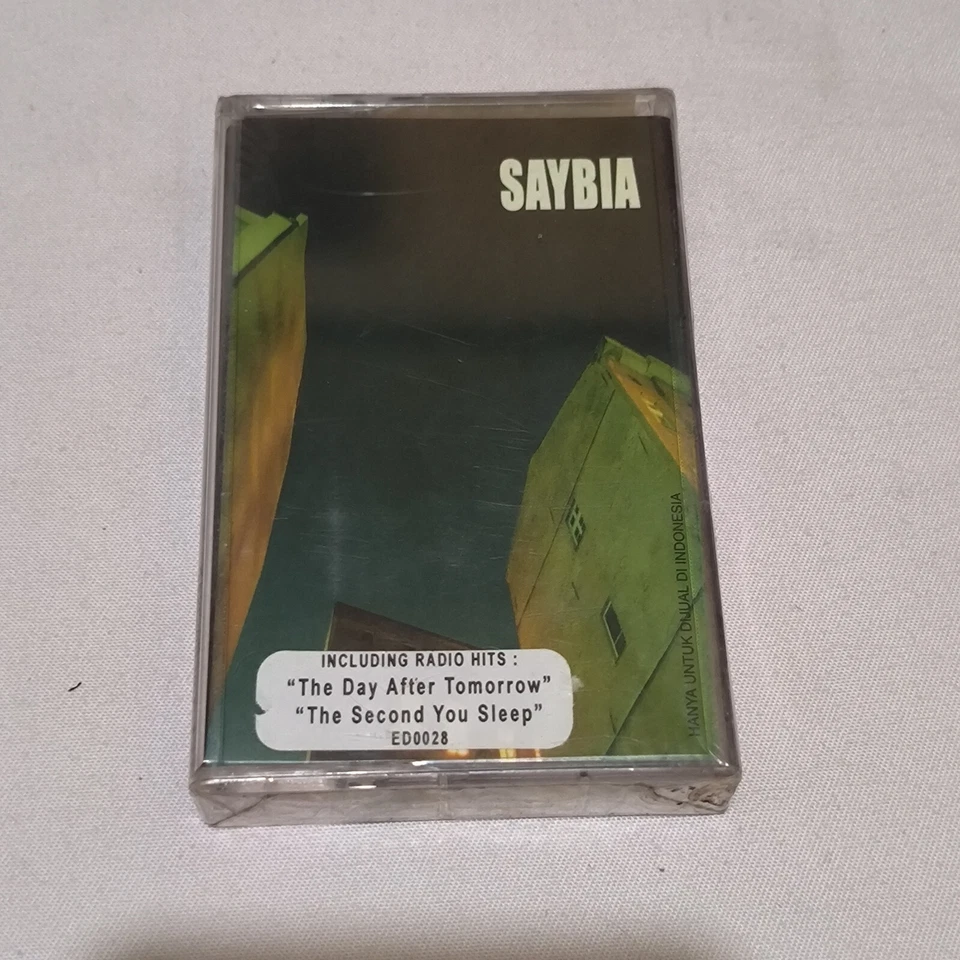 SAYBIA
HANYA UNTUK DIJUAL DI INDONESIA
INCLUDING RADIO HITS :
“The Day After Tomorrow”
“The Second You Sleep”
ED0028